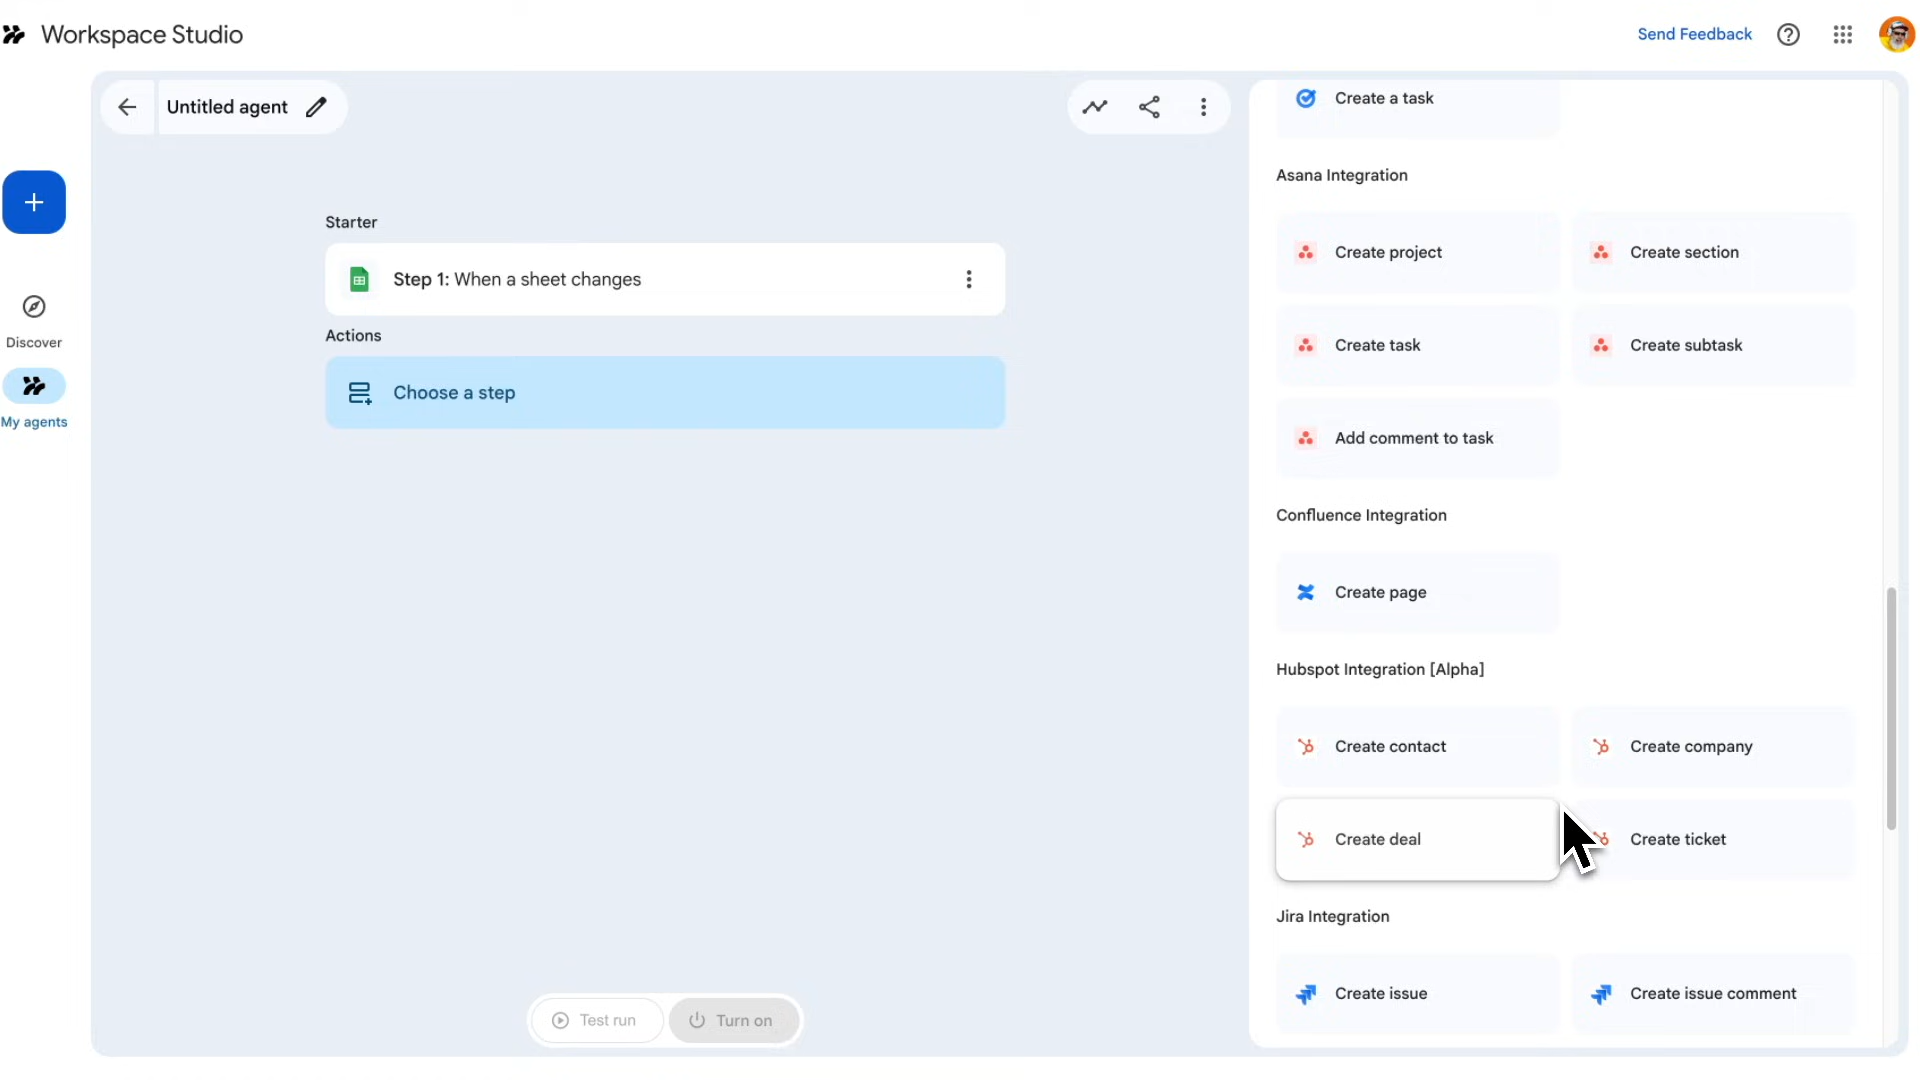 Workspace Studio
Send Feedback
Untitled agent
Discover
My agents
Starter
Step 1: When a sheet changes
Actions
Choose a step
Test run
Turn on
Create a task
Asana Integration
Create project
Create section
Create task
Create subtask
Add comment to task
Confluence Integration
Create page
Hubspot Integration [Alpha]
Create contact
Create company
Create deal
Create ticket
Jira Integration
Create issue
Create issue comment